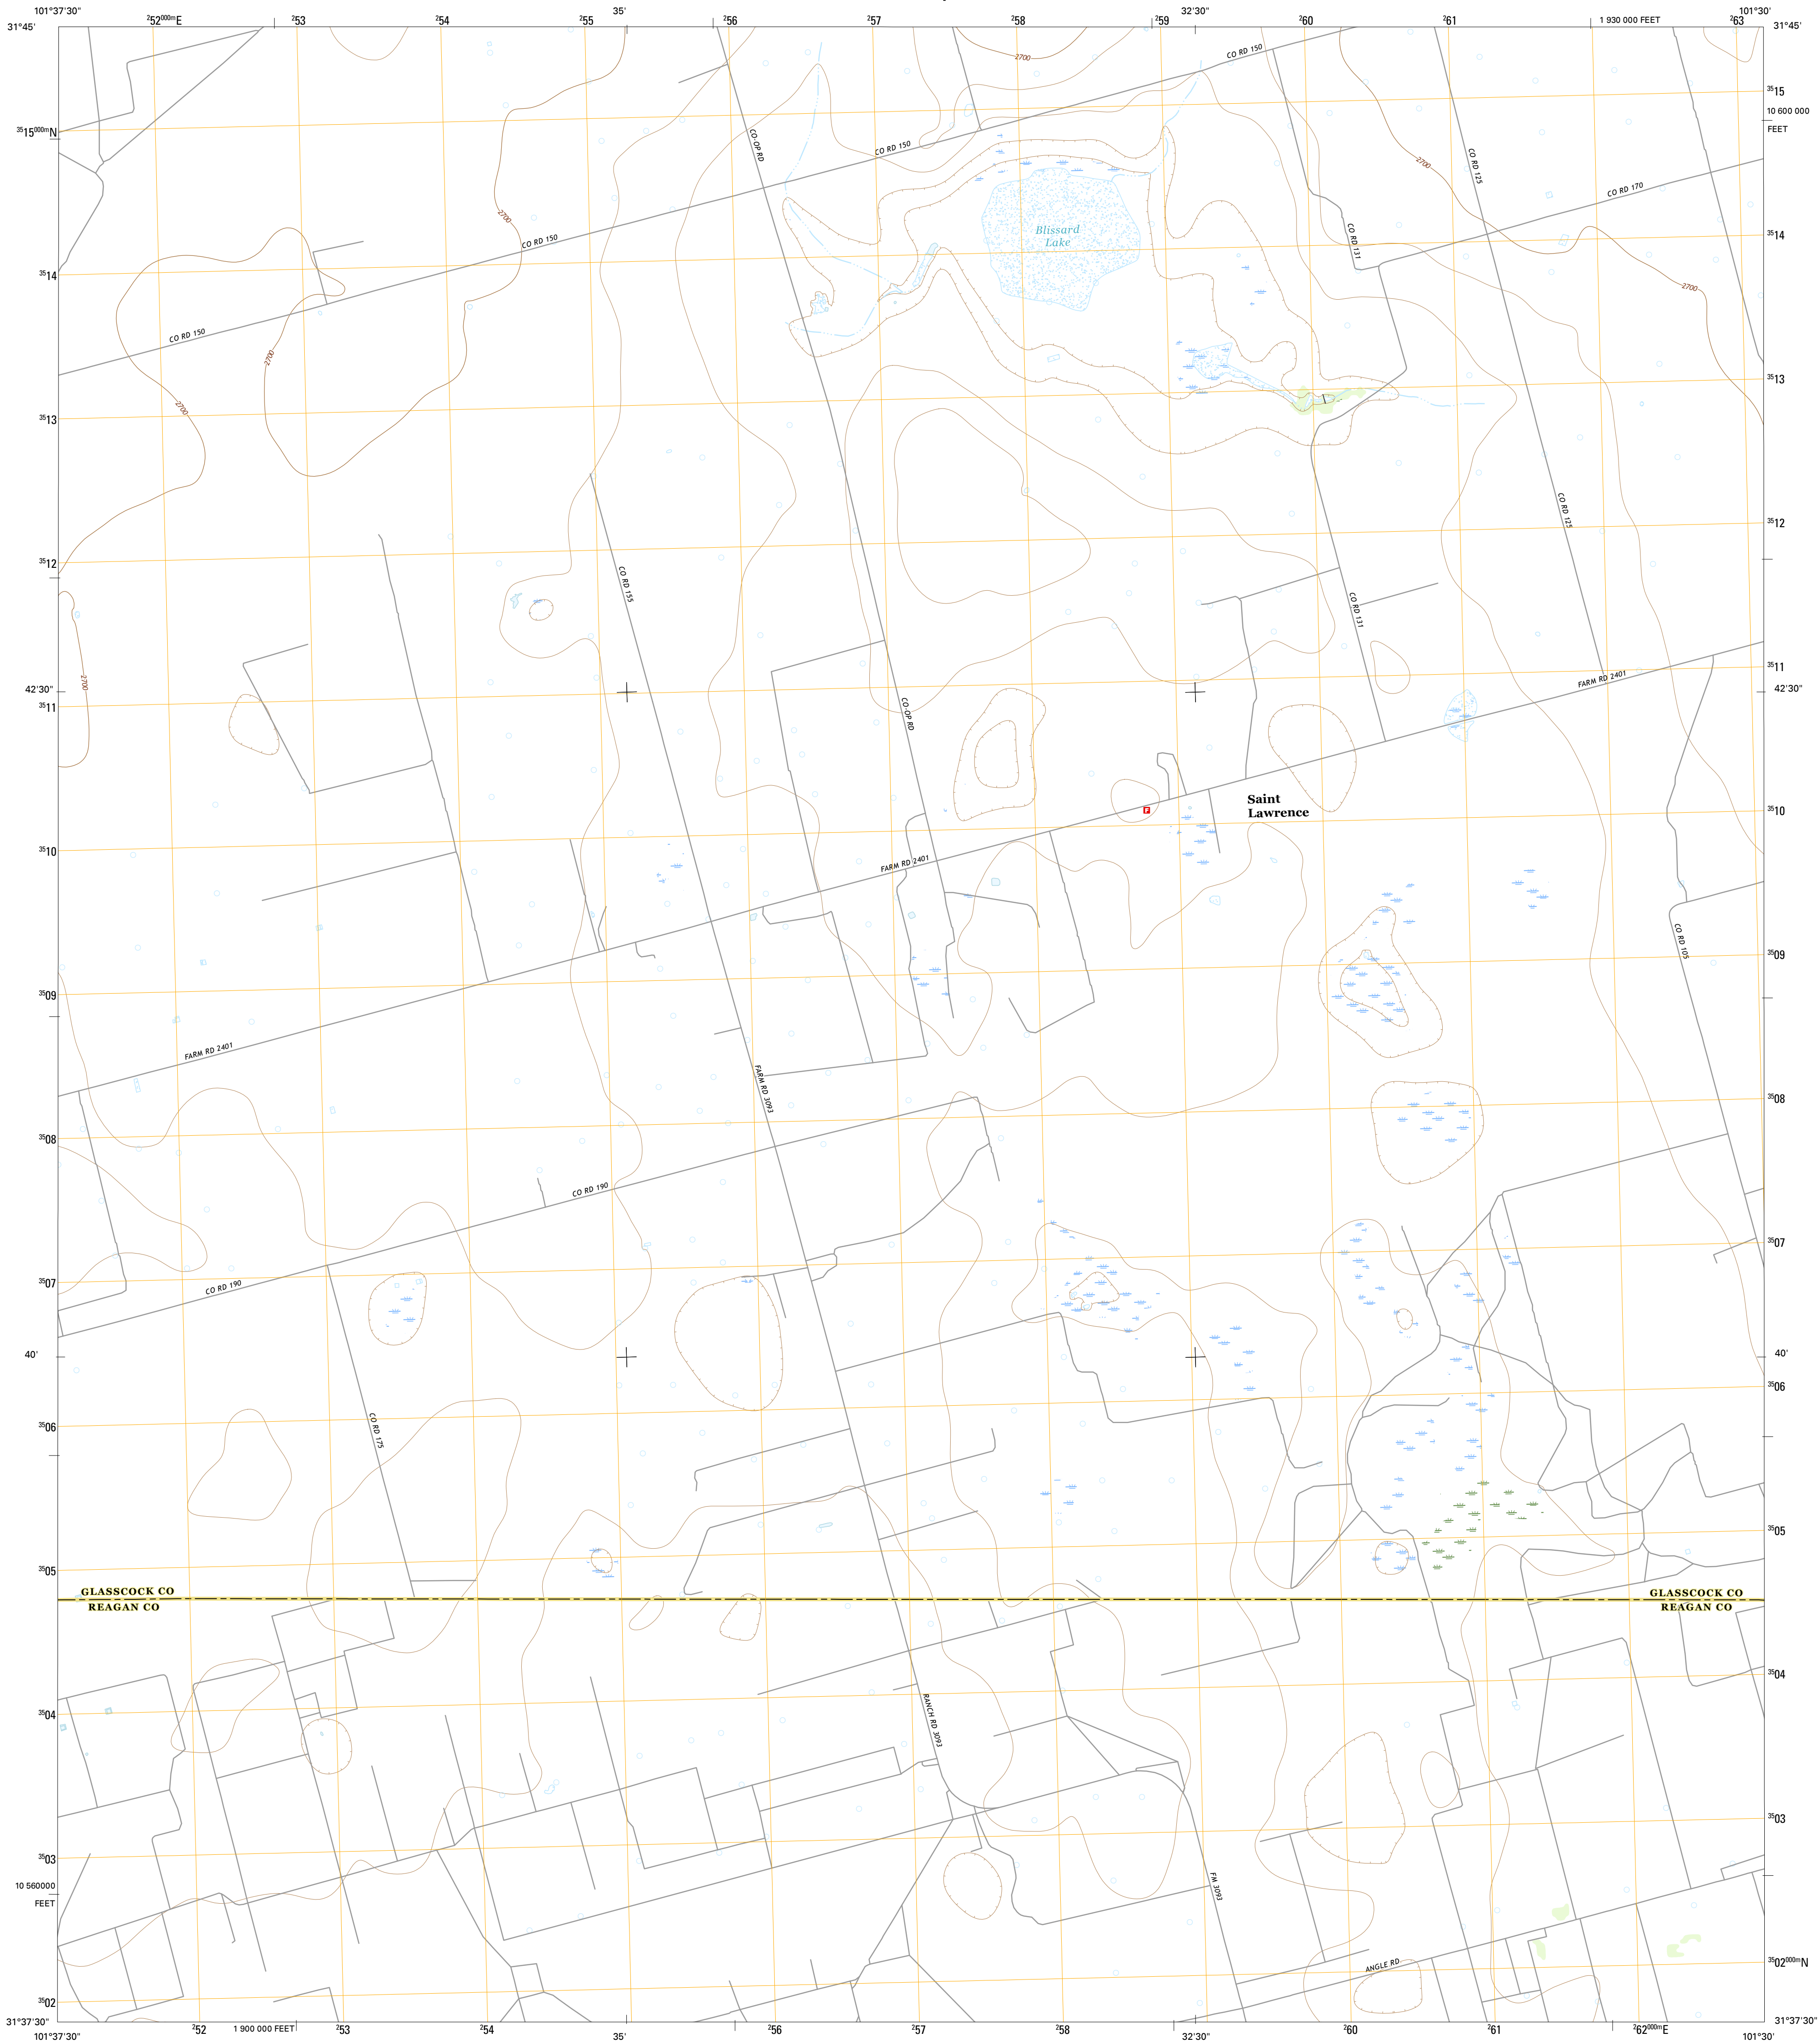 101°37'30"
²52⁰⁰⁰ᵐE
²53
²54
²55
35'
²56
²57
²58
²59
32'30"
²60
²61
1 930 000 FEET
²63
101°30'
31°45'
31°45'
CO RD 150
2700
³⁵15
10 600 000
FEET
³⁵15⁰⁰⁰ᵐN
CO-OP RD
CO RD 150
CO RD 125
2700
CO RD 170
2700
CO RD 150
Blissard
Lake
CO RD 131
³⁵14
³⁵14
2700
CO RD 150
2700
2700
³⁵13
³⁵13
CO RD 125
³⁵12
³⁵12
CO RD 155
CO RD 131
2700
³⁵11
FARM RD 2401
42'30"
42'30"
³⁵11
CO-OP RD
Saint
Lawrence
F
³⁵10
³⁵10
FARM RD 2401
CO RD 105
³⁵09
³⁵09
FARM RD 2401
FARM RD 3093
³⁵08
³⁵08
CO RD 190
³⁵07
³⁵07
CO RD 190
40'
40'
³⁵06
³⁵06
CO RD 175
³⁵05
³⁵05
GLASSCOCK CO
REAGAN CO
GLASSCOCK CO
REAGAN CO
³⁵04
³⁵04
RANCH RD 3093
³⁵03
³⁵03
10 560000
FEET
FM 3093
ANGLE RD
³⁵02⁰⁰⁰ᵐN
³⁵02
31°37'30"
31°37'30"
101°37'30"
²52
1 900 000 FEET
²53
²54
35'
²56
²57
²58
32'30"
²60
²61
²62⁰⁰⁰ᵐE
101°30'